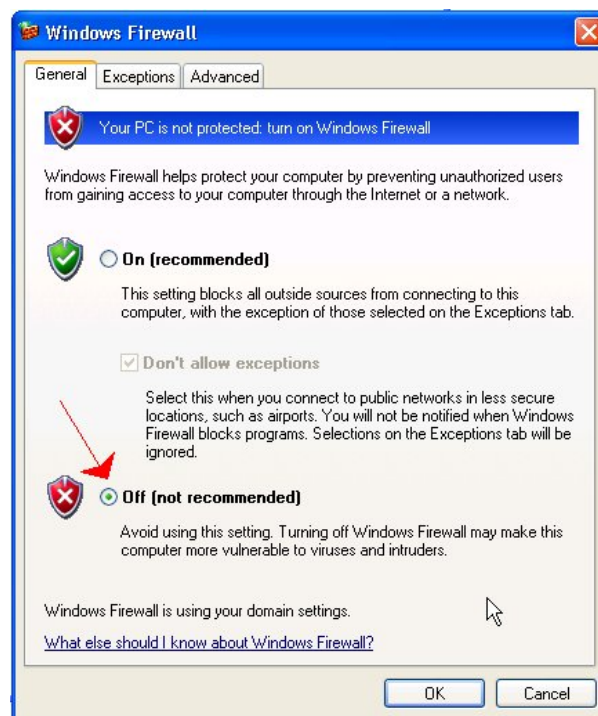 Windows Firewall
General Exceptions Advanced
Your PC is not protected: turn on Windows Firewall
Windows Firewall helps protect your computer by preventing unauthorized users
from gaining access to your computer through the Internet or a network.
On (recommended)
This setting blocks all outside sources from connecting to this
computer, with the exception of those selected on the Exceptions tab.
Don't allow exceptions
Select this when you connect to public networks in less secure
locations, such as airports. You will not be notified when Windows
Firewall blocks programs. Selections on the Exceptions tab will be
ignored.
Off (not recommended)
Avoid using this setting. Turning off Windows Firewall may make this
computer more vulnerable to viruses and intruders.
Windows Firewall is using your domain settings.
What else should I know about Windows Firewall?
OK Cancel